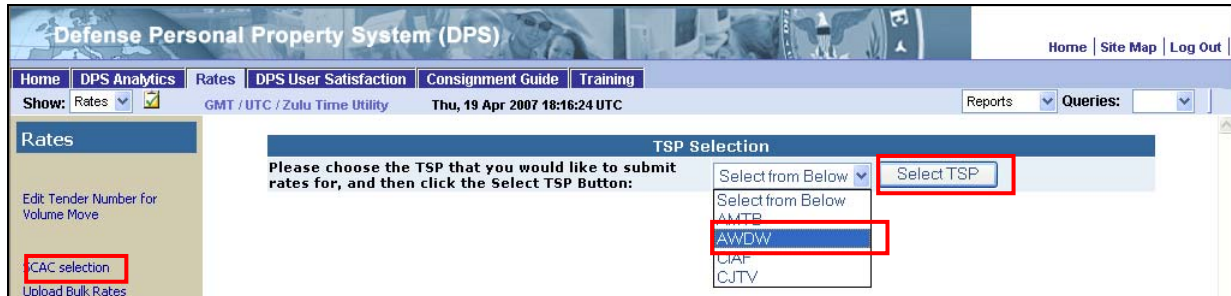 Defense Personal Property System (DPS)
Home | Site Map | Log Out |
Home DPS Analytics Rates DPS User Satisfaction Consignment Guide Training
Show: Rates GMT / UTC / Zulu Time Utility Thu, 19 Apr 2007 18:16:24 UTC Reports Queries:
Rates
TSP Selection
Please choose the TSP that you would like to submit
rates for, and then click the Select TSP Button:
Select from Below Select TSP
Select from Below
AMTB
AWDW
CIAF
CJTV
Edit Tender Number for
Volume Move
SCAC selection
Upload Bulk Rates